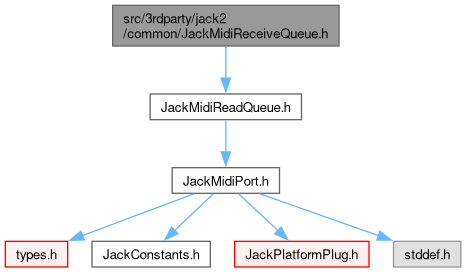 src/3rdparty/jack2
/common/JackMidiReceiveQueue.h
JackMidiReadQueue.h
JackMidiPort.h
types.h
JackConstants.h
JackPlatformPlug.h
stddef.h